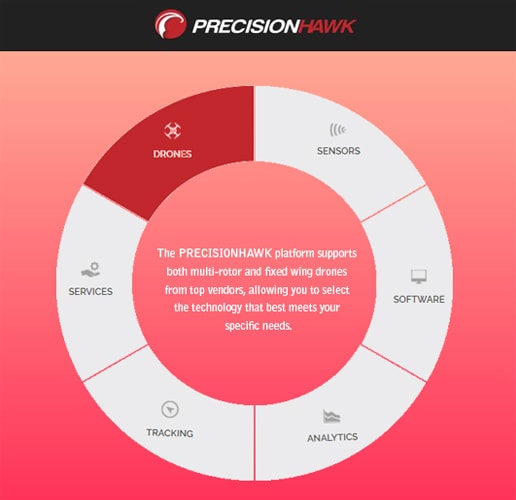 PRECISIONHAWK
DRONES
SENSORS
SERVICES
The PRECISIONHAWK platform supports
both multi-rotor and fixed wing drones
from top vendors, allowing you to select
the technology that best meets your
specific needs.
SOFTWARE
TRACKING
ANALYTICS